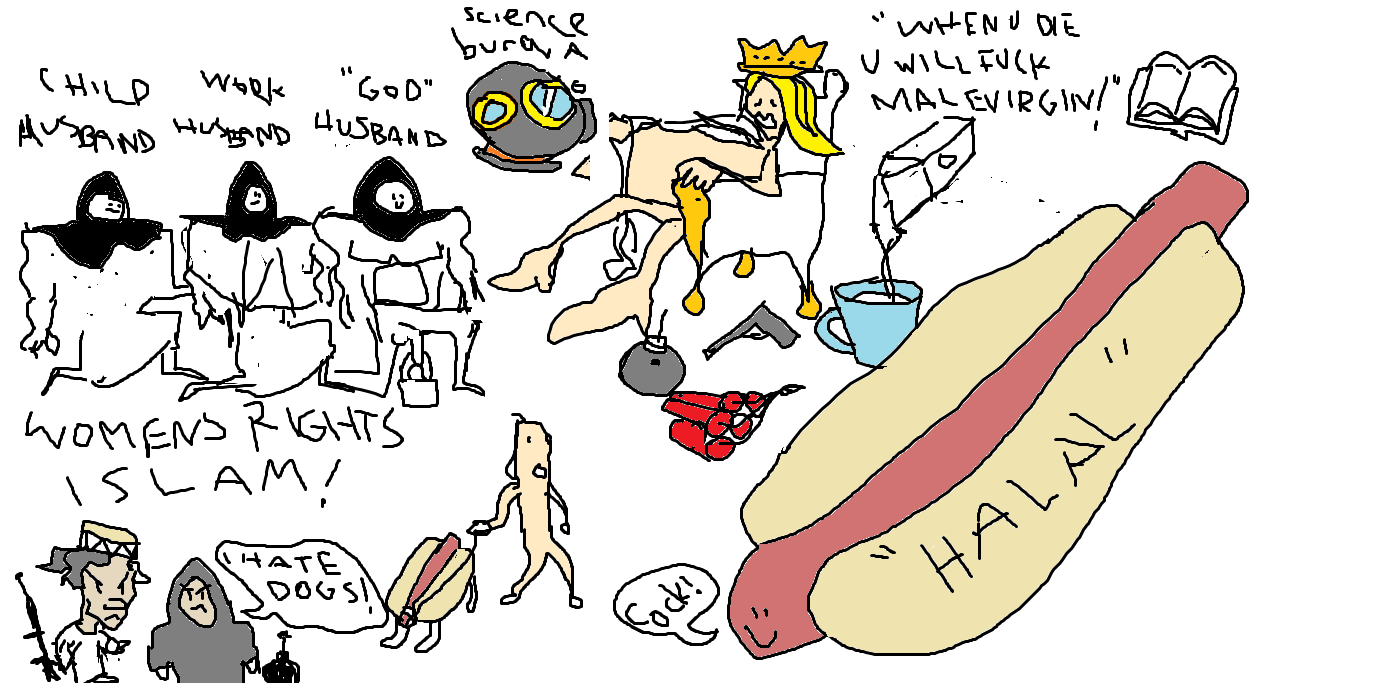 CHILD
HUSBAND
WORK
HUSBAND
"GOD"
HUSBAND
science
"WHEN U DIE
U WILL FUCK
MALE VIRGIN!"
WOMENS RIGHTS
ISLAM!
I HATE
DOGS!
Cock!
"HALAL"